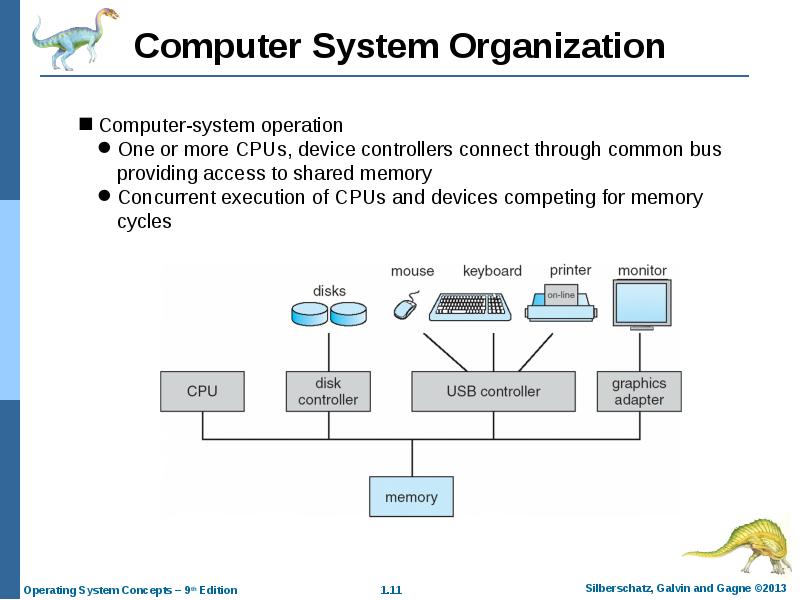 Computer System Organization
Computer-system operation
One or more CPUs, device controllers connect through common bus
providing access to shared memory
Concurrent execution of CPUs and devices competing for memory
cycles
mouse keyboard printer monitor
disks
on-line
CPU
disk
controller
USB controller
graphics
adapter
memory
Operating System Concepts – 9th Edition
1.11
Silberschatz, Galvin and Gagne ©2013